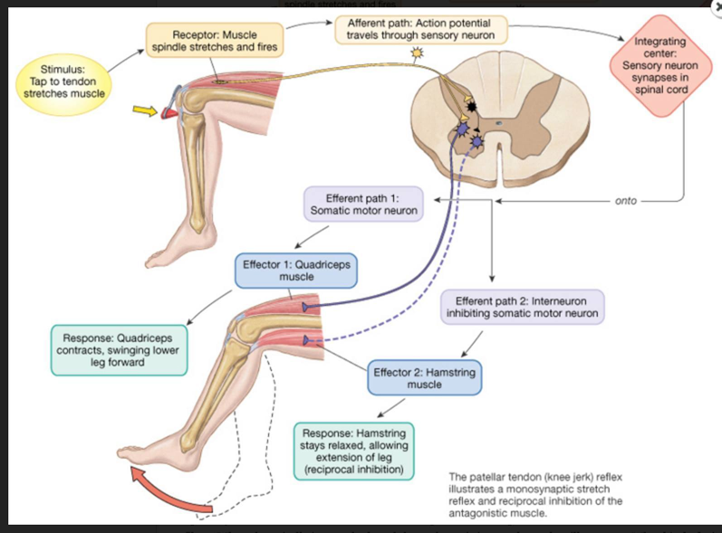 Stimulus:
Tap to tendon
stretches muscle
Receptor: Muscle
spindle stretches and fires
Afferent path: Action potential
travels through sensory neuron
Integrating
center:
Sensory neuron
synapses in
spinal cord
onto
Efferent path 1:
Somatic motor neuron
Effector 1: Quadriceps
muscle
Response: Quadriceps
contracts, swinging lower
leg forward
Efferent path 2: Interneuron
inhibiting somatic motor neuron
Effector 2: Hamstring
muscle
Response: Hamstring
stays relaxed, allowing
extension of leg
(reciprocal inhibition)
The patellar tendon (knee jerk) reflex
illustrates a monosynaptic stretch
reflex and reciprocal inhibition of the
antagonistic muscle.